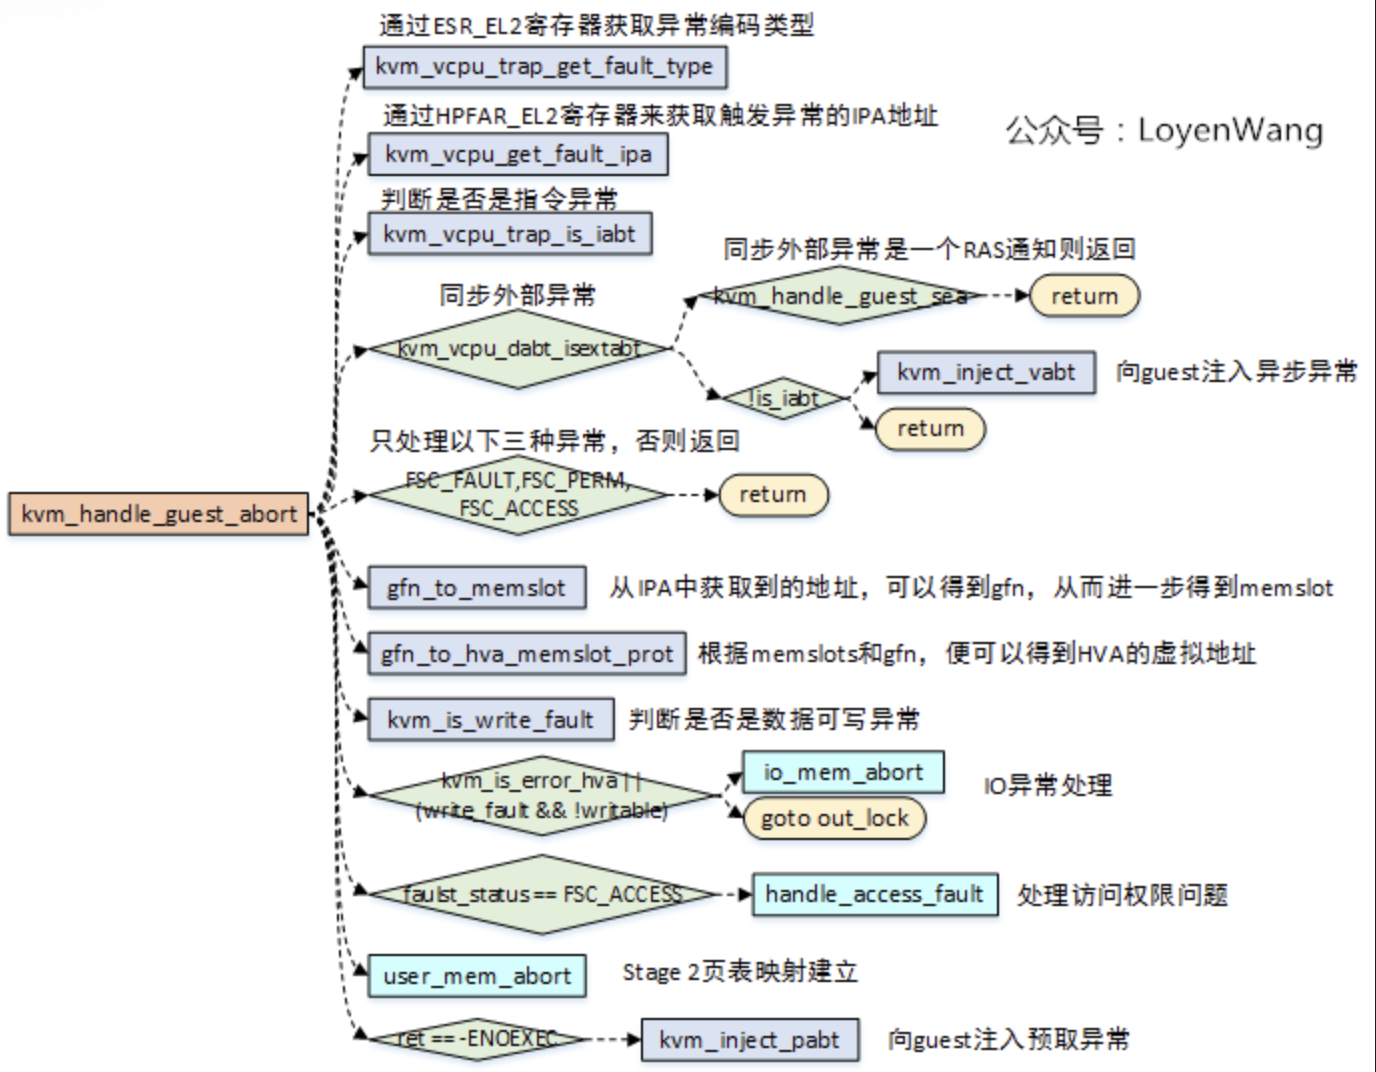 通过ESR_EL2寄存器获取异常编码类型
kvm_vcpu_trap_get_fault_type
通过HPFAR_EL2寄存器来获取触发异常的IPA地址
公众号：LoyenWang
kvm_vcpu_get_fault_ipa
判断是否是指令异常
kvm_vcpu_trap_is_iabt
同步外部异常是一个RAS通知则返回
同步外部异常
kvm_handle_guest_sea
return
kvm_vcpu_dabt_isextabt
kvm_inject_vabt
向guest注入异步异常
!is_iabt
return
只处理以下三种异常，否则返回
FSC_FAULT,FSC_PERM,
FSC_ACCESS
return
kvm_handle_guest_abort
gfn_to_memslot
从IPA中获取到的地址，可以得到gfn，从而进一步得到memslot
gfn_to_hva_memslot_prot
根据memslots和gfn，便可以得到HVA的虚拟地址
kvm_is_write_fault
判断是否是数据可写异常
kvm_is_error_hva ||
(write_fault && !writable)
io_mem_abort
IO异常处理
goto out_lock
faulst_status == FSC_ACCESS
handle_access_fault
处理访问权限问题
user_mem_abort
Stage 2页表映射建立
ret == -ENOEXEC
kvm_inject_pabt
向guest注入预取异常